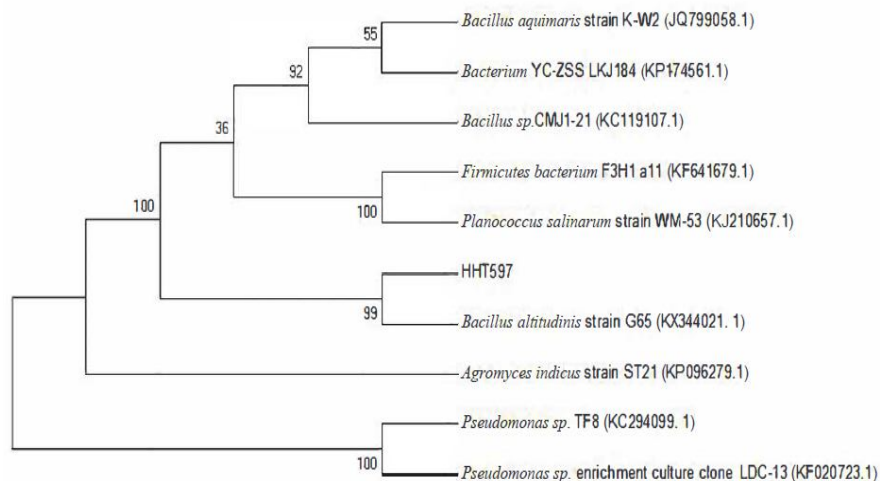 Bacillus aquimaris strain K-W2 (JQ799058.1)
55
Bacterium YC-ZSS LKJ184 (KP174561.1)
92
Bacillus sp.CMJ1-21 (KC119107.1)
36
Firmicutes bacterium F3H1 a11 (KF641679.1)
100
100
Planococcus salinarum strain WM-53 (KJ210657.1)
HHT597
99
Bacillus altitudinis strain G65 (KX344021. 1)
Agromyces indicus strain ST21 (KP096279.1)
Pseudomonas sp. TF8 (KC294099. 1)
100
Pseudomonas sp. enrichment culture clone LDC-13 (KF020723.1)